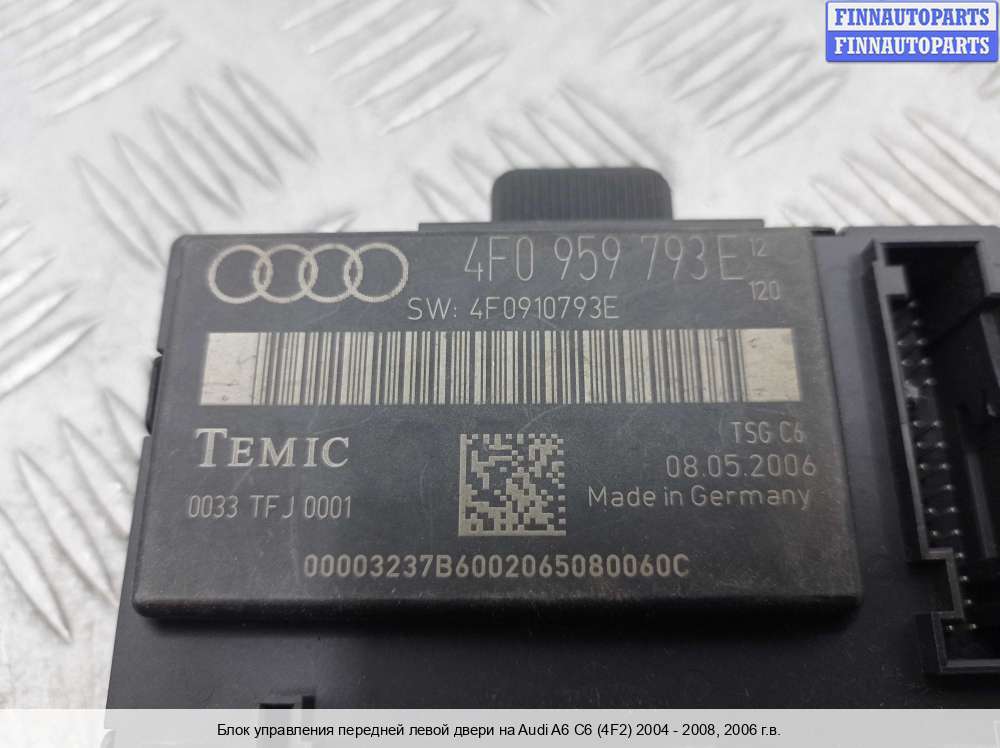 FINNAUTOPARTS
FINNAUTOPARTS
4F0 959 793 E 12
120
SW: 4F0910793E
TEMIC
TSG C6
08.05.2006
0033 TFJ 0001
Made in Germany
00003237B6002065080060C
Блок управления передней левой двери на Audi A6 C6 (4F2) 2004 - 2008, 2006 г.в.